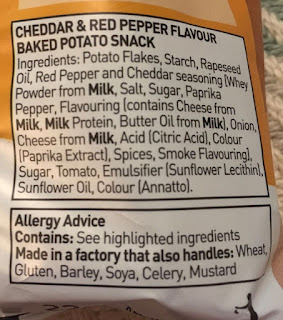 CHEDDAR & RED PEPPER FLAVOUR
BAKED POTATO SNACK
Ingredients: Potato Flakes, Starch, Rapeseed
Oil, Red Pepper and Cheddar seasoning (Whey
Powder from Milk, Salt, Sugar, Paprika
Pepper, Flavouring (contains Cheese from
Milk, Milk Protein, Butter Oil from Milk), Onion,
Cheese from Milk, Acid (Citric Acid), Colour
(Paprika Extract), Spices, Smoke Flavouring),
Sugar, Tomato, Emulsifier (Sunflower Lecithin),
Sunflower Oil, Colour (Annatto).
Allergy Advice
Contains: See highlighted ingredients
Made in a factory that also handles: Wheat,
Gluten, Barley, Soya, Celery, Mustard